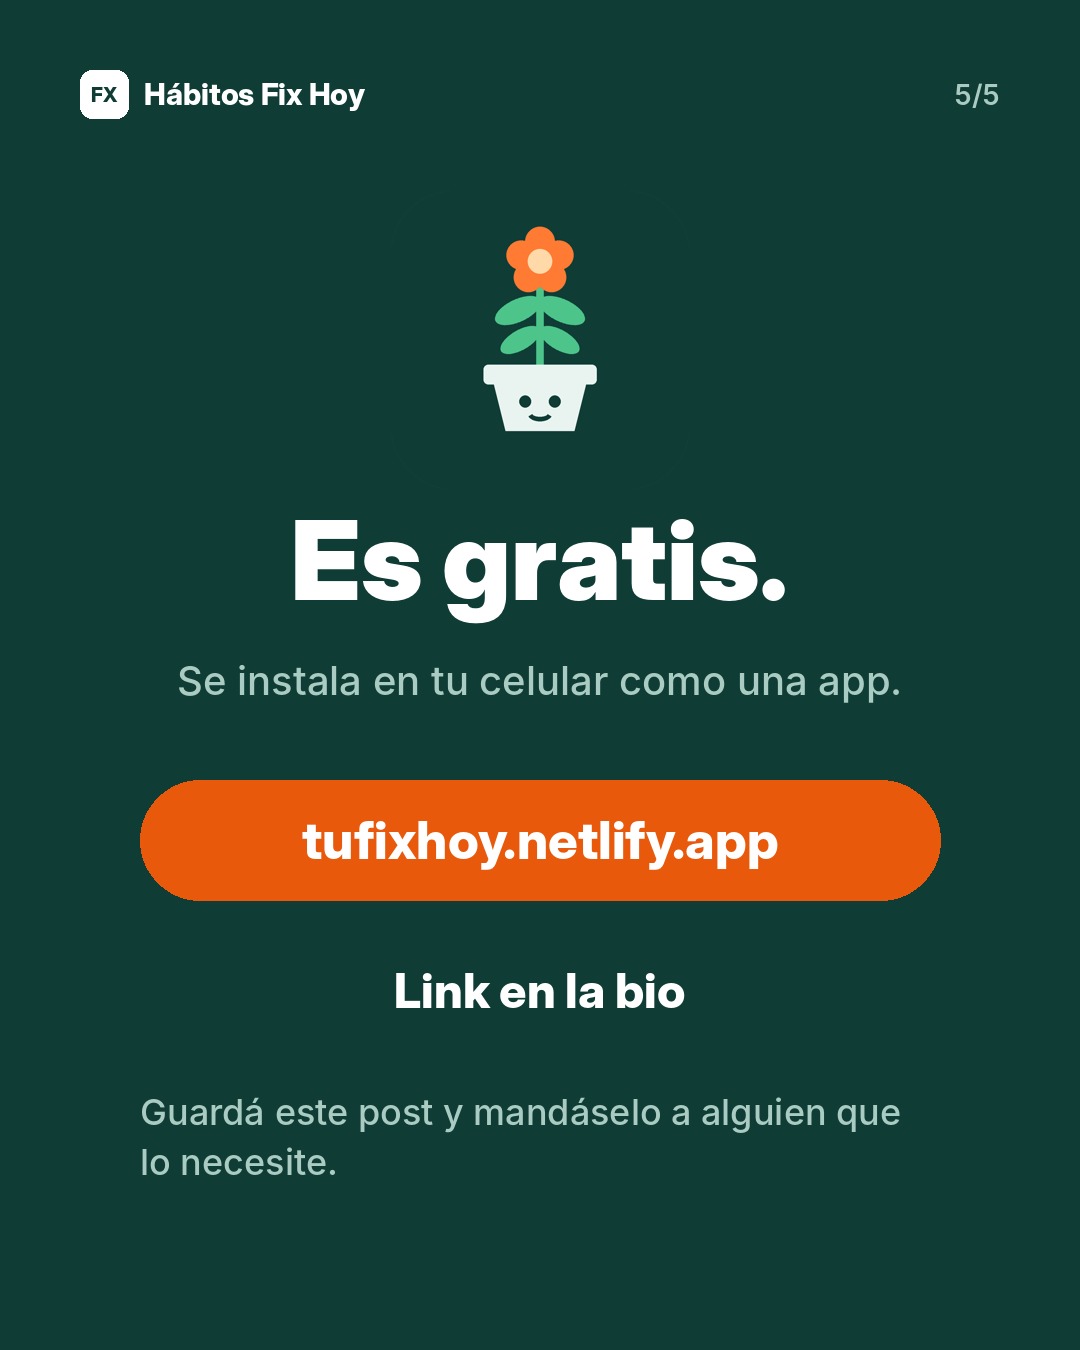 FX Hábitos Fix Hoy
5/5
Es gratis.
Se instala en tu celular como una app.
tufixhoy.netlify.app
Link en la bio
Guardá este post y mandáselo a alguien que
lo necesite.